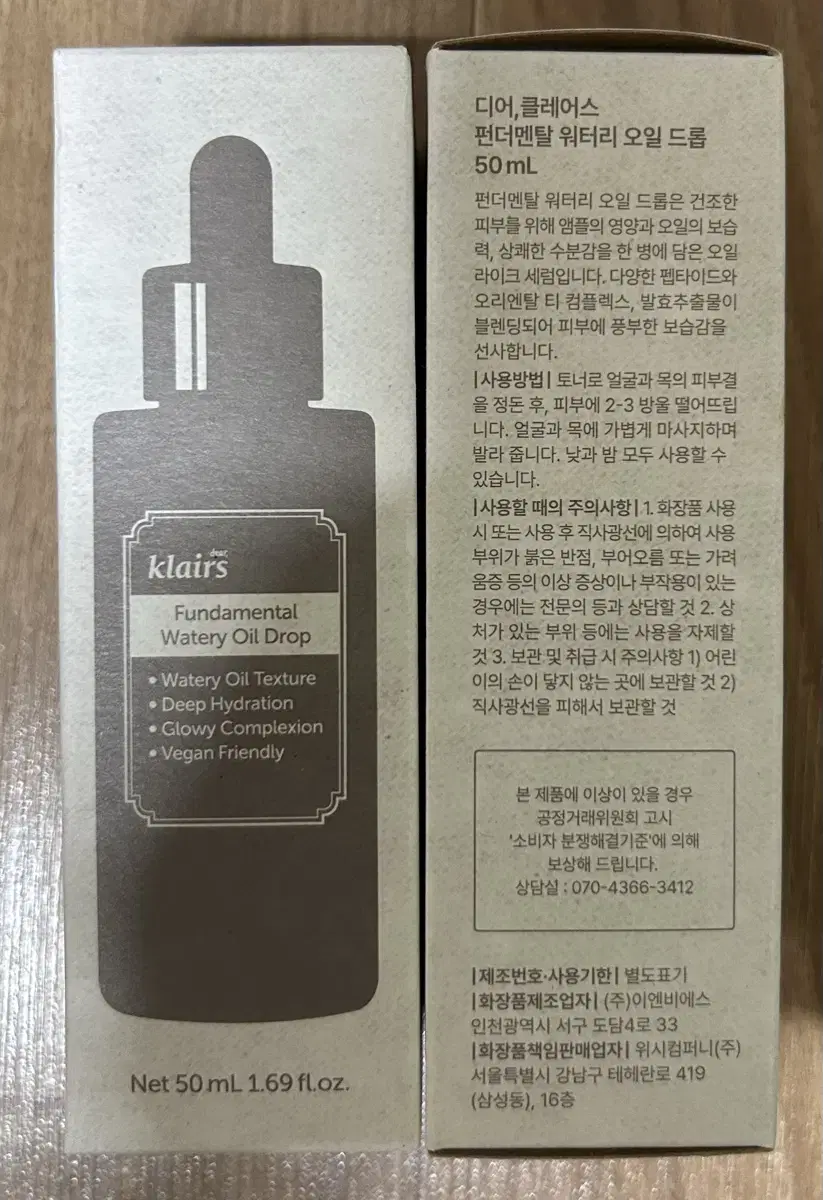 dear,
klairs
Fundamental
Watery Oil Drop
• Watery Oil Texture
• Deep Hydration
• Glowy Complexion
• Vegan Friendly
Net 50 mL 1.69 fl.oz.
디어,클레어스
펀더멘탈 워터리 오일 드롭
50 mL
펀더멘탈 워터리 오일 드롭은 건조한
피부를 위해 앰플의 영양과 오일의 보습
력, 상쾌한 수분감을 한 병에 담은 오일
라이크 세럼입니다. 다양한 펩타이드와
오리엔탈 티 컴플렉스, 발효추출물이
블렌딩되어 피부에 풍부한 보습감을
선사합니다.
|사용방법| 토너로 얼굴과 목의 피부결
을 정돈 후, 피부에 2-3 방울 떨어뜨립
니다. 얼굴과 목에 가볍게 마사지하며
발라 줍니다. 낮과 밤 모두 사용할 수
있습니다.
|사용할 때의 주의사항| 1. 화장품 사용
시 또는 사용 후 직사광선에 의하여 사용
부위가 붉은 반점, 부어오름 또는 가려
움증 등의 이상 증상이나 부작용이 있는
경우에는 전문의 등과 상담할 것 2. 상
처가 있는 부위 등에는 사용을 자제할
것 3. 보관 및 취급 시 주의사항 1) 어린
이의 손이 닿지 않는 곳에 보관할 것 2)
직사광선을 피해서 보관할 것
본 제품에 이상이 있을 경우
공정거래위원회 고시
'소비자 분쟁해결기준'에 의해
보상해 드립니다.
상담실 : 070-4366-3412
|제조번호·사용기한| 별도표기
|화장품제조업자| (주)이엔비에스
인천광역시 서구 도담4로 33
|화장품책임판매업자| 위시컴퍼니(주)
서울특별시 강남구 테헤란로 419
(삼성동), 16층